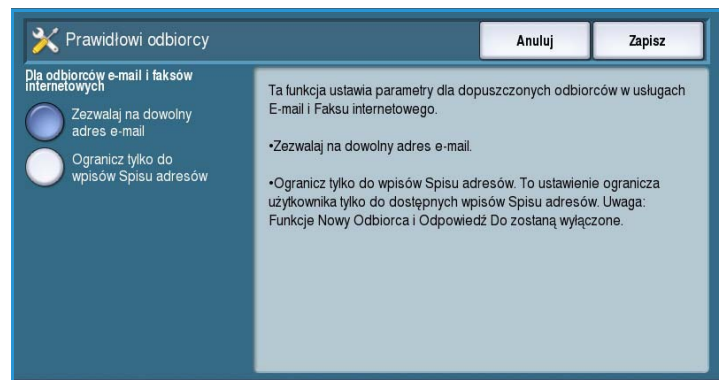 Prawidłowi odbiorcy
Anuluj
Zapisz
Dla odbiorców e-mail i faksów
internetowych
Zezwalaj na dowolny
adres e-mail
Ogranicz tylko do
wpisów Spisu adresów
Ta funkcja ustawia parametry dla dopuszczonych odbiorców w usługach
E-mail i Faksu internetowego.
•Zezwalaj na dowolny adres e-mail.
•Ogranicz tylko do wpisów Spisu adresów. To ustawienie ogranicza
użytkownika tylko do dostępnych wpisów Spisu adresów. Uwaga:
Funkcje Nowy Odbiorca i Odpowiedź Do zostaną wyłączone.